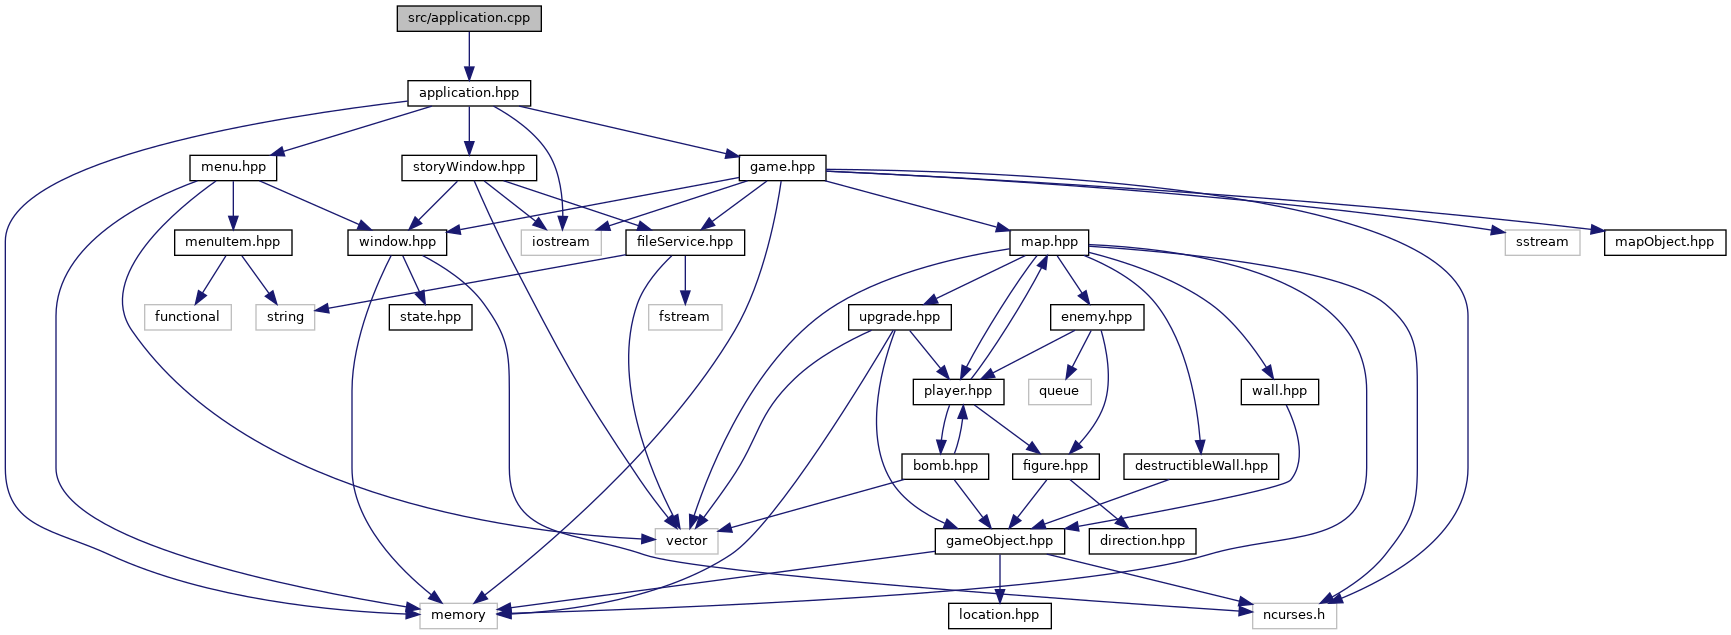 src/application.cpp
application.hpp
menu.hpp
storyWindow.hpp
game.hpp
menuItem.hpp
window.hpp
iostream
fileService.hpp
map.hpp
sstream
mapObject.hpp
functional
string
state.hpp
fstream
upgrade.hpp
enemy.hpp
player.hpp
queue
wall.hpp
bomb.hpp
figure.hpp
destructibleWall.hpp
vector
gameObject.hpp
direction.hpp
memory
location.hpp
ncurses.h